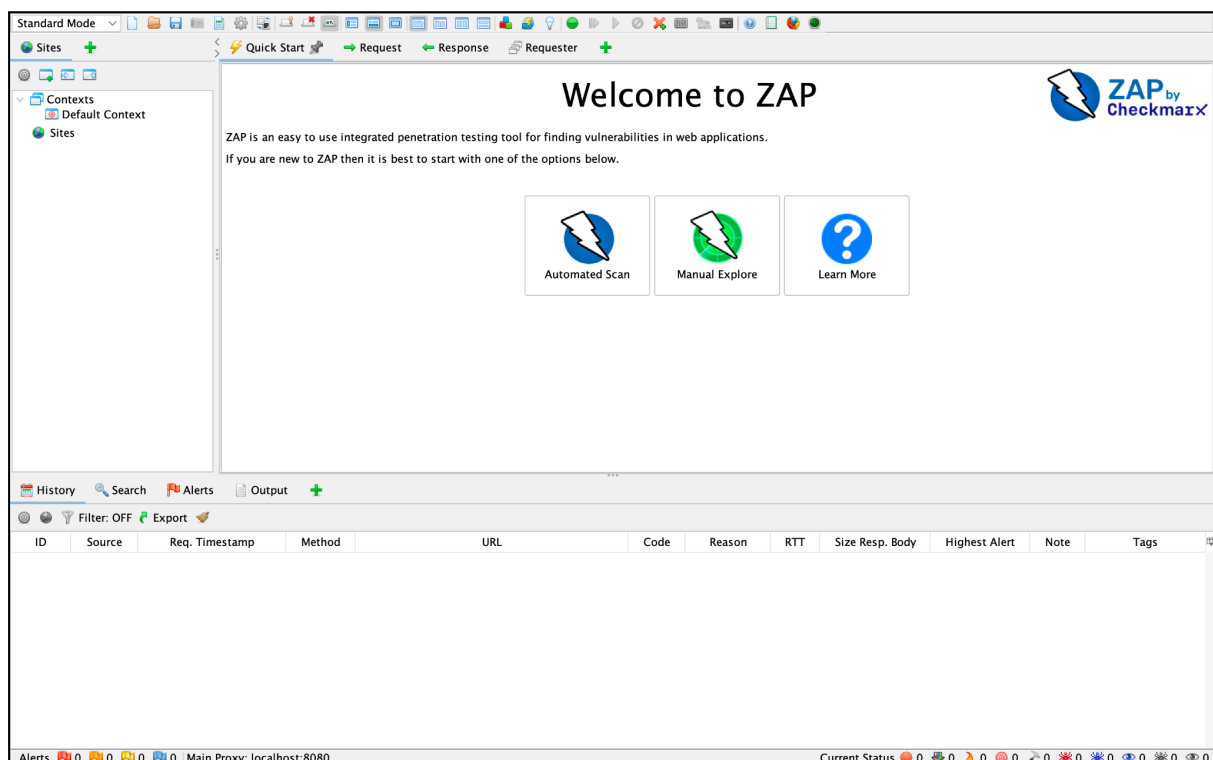 Standard Mode
Sites
Quick Start
Request
Response
Requester
Contexts
Default Context
Sites
Welcome to ZAP
ZAP by
Checkmarx
ZAP is an easy to use integrated penetration testing tool for finding vulnerabilities in web applications.
If you are new to ZAP then it is best to start with one of the options below.
Automated Scan
Manual Explore
Learn More
History
Search
Alerts
Output
Filter: OFF
Export
ID Source Req. Timestamp Method URL Code Reason RTT Size Resp. Body Highest Alert Note Tags
Alerts 0 0 0 0 Main Proxy: localhost:8080 Current Status 0 0 0 0 0 0 0 0 0 0